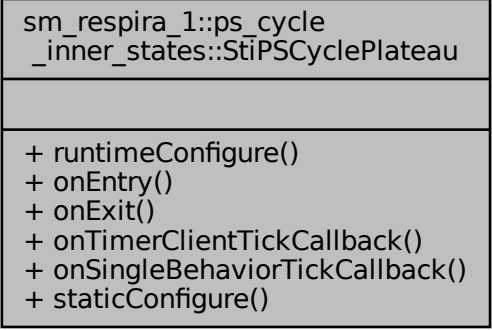 sm_respira_1::ps_cycle
_inner_states::StiPSCyclePlateau
+ runtimeConfigure()
+ onEntry()
+ onExit()
+ onTimerClientTickCallback()
+ onSingleBehaviorTickCallback()
+ staticConfigure()